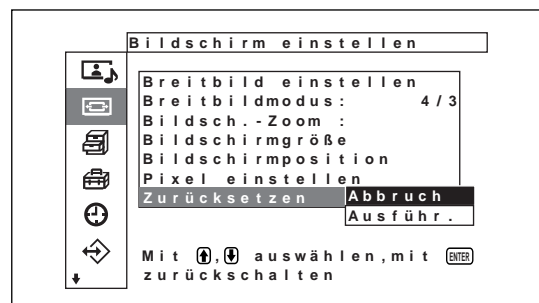 Bildschirm einstellen
Breitbild einstellen
Breitbildmodus: 4/3
Bildsch.-Zoom :
Bildschirmgröße
Bildschirmposition
Pixel einstellen
Zurücksetzen Abbruch
Ausführ.
Mit ↑,↓ auswählen,mit ENTER
zurückschalten